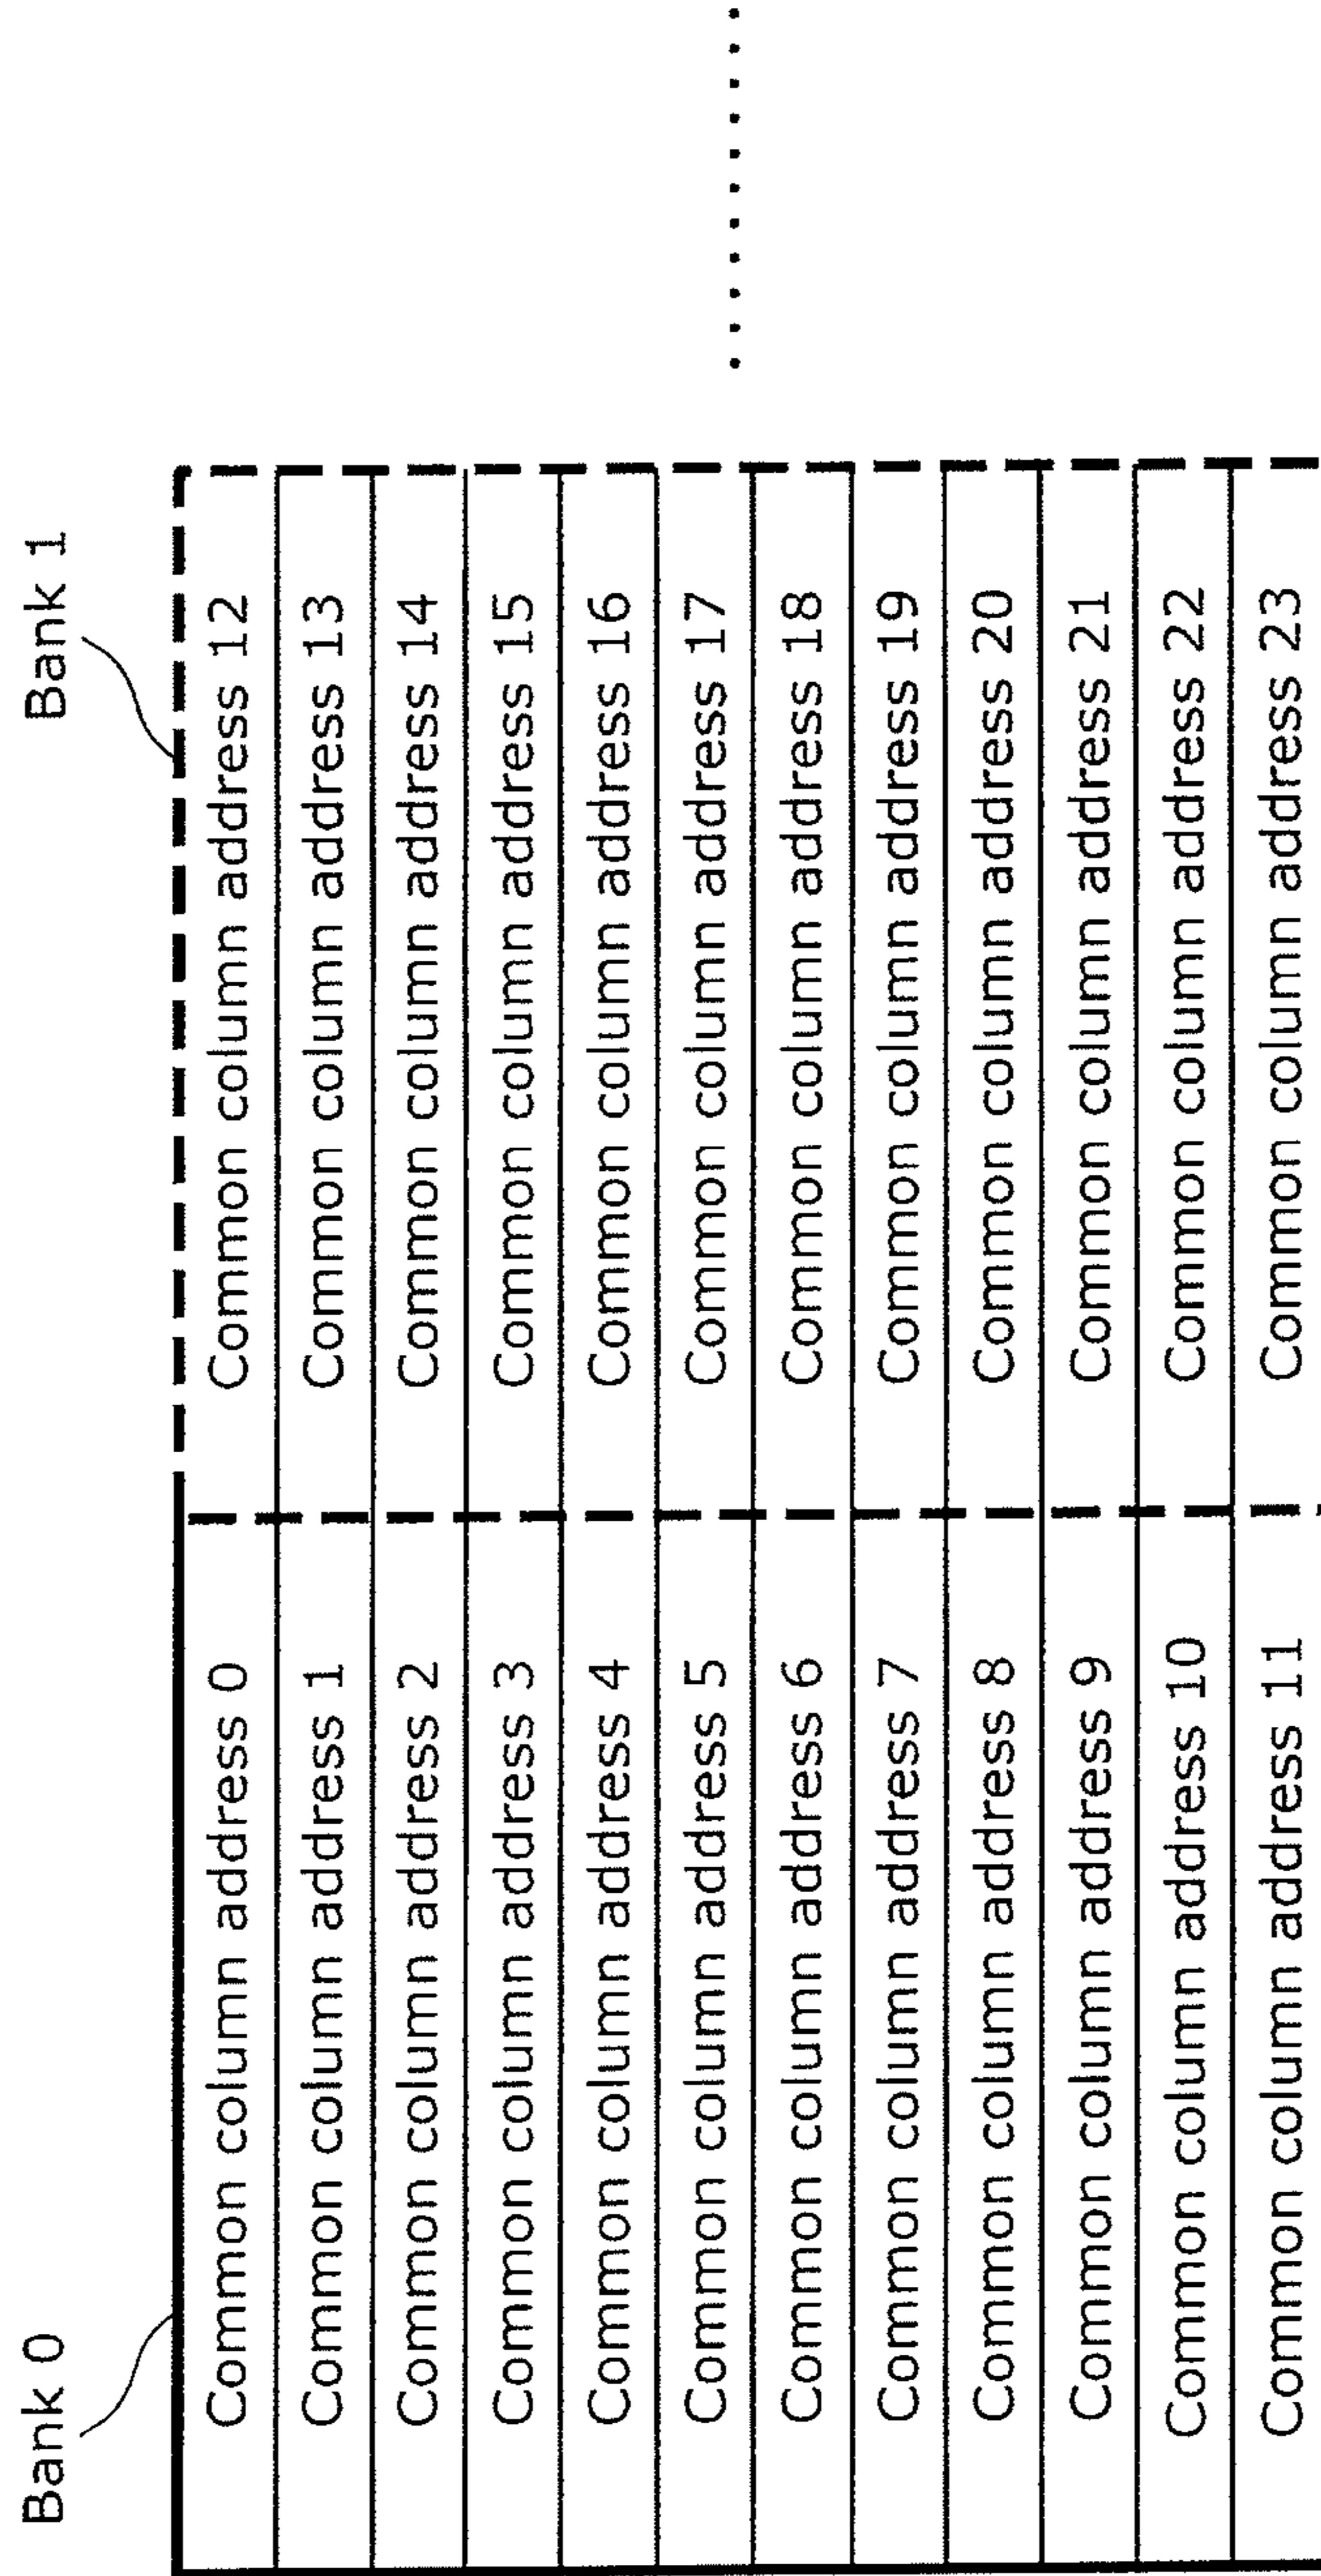 Bank 0
Bank 1
Common column address 0
Common column address 12
Common column address 1
Common column address 13
Common column address 2
Common column address 14
Common column address 3
Common column address 15
Common column address 4
Common column address 16
Common column address 5
Common column address 17
Common column address 6
Common column address 18
Common column address 7
Common column address 19
Common column address 8
Common column address 20
Common column address 9
Common column address 21
Common column address 10
Common column address 22
Common column address 11
Common column address 23